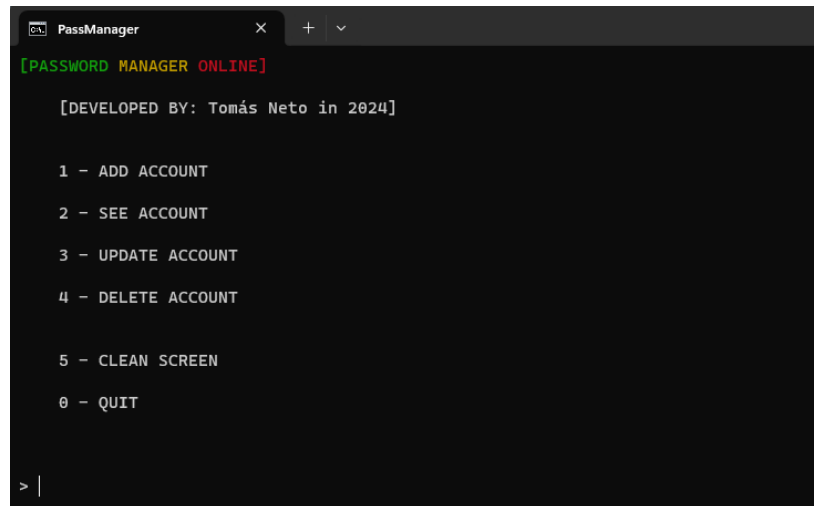 PassManager
[PASSWORD MANAGER ONLINE]
[DEVELOPED BY: Tomás Neto in 2024]
1 - ADD ACCOUNT
2 - SEE ACCOUNT
3 - UPDATE ACCOUNT
4 - DELETE ACCOUNT
5 - CLEAN SCREEN
0 - QUIT
>